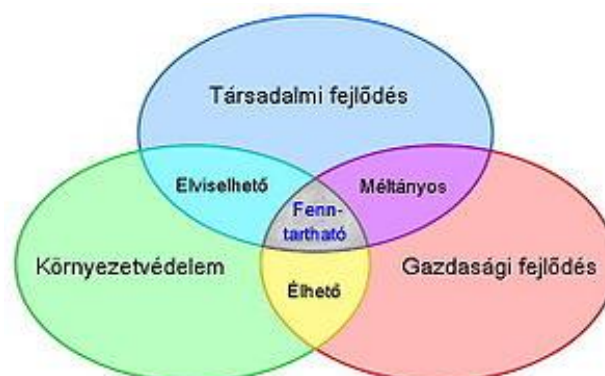 Társadalmi fejlődés
Elviselhető
Méltányos
Fenn-
tartható
Környezetvédelem
Gazdasági fejlődés
Élhető